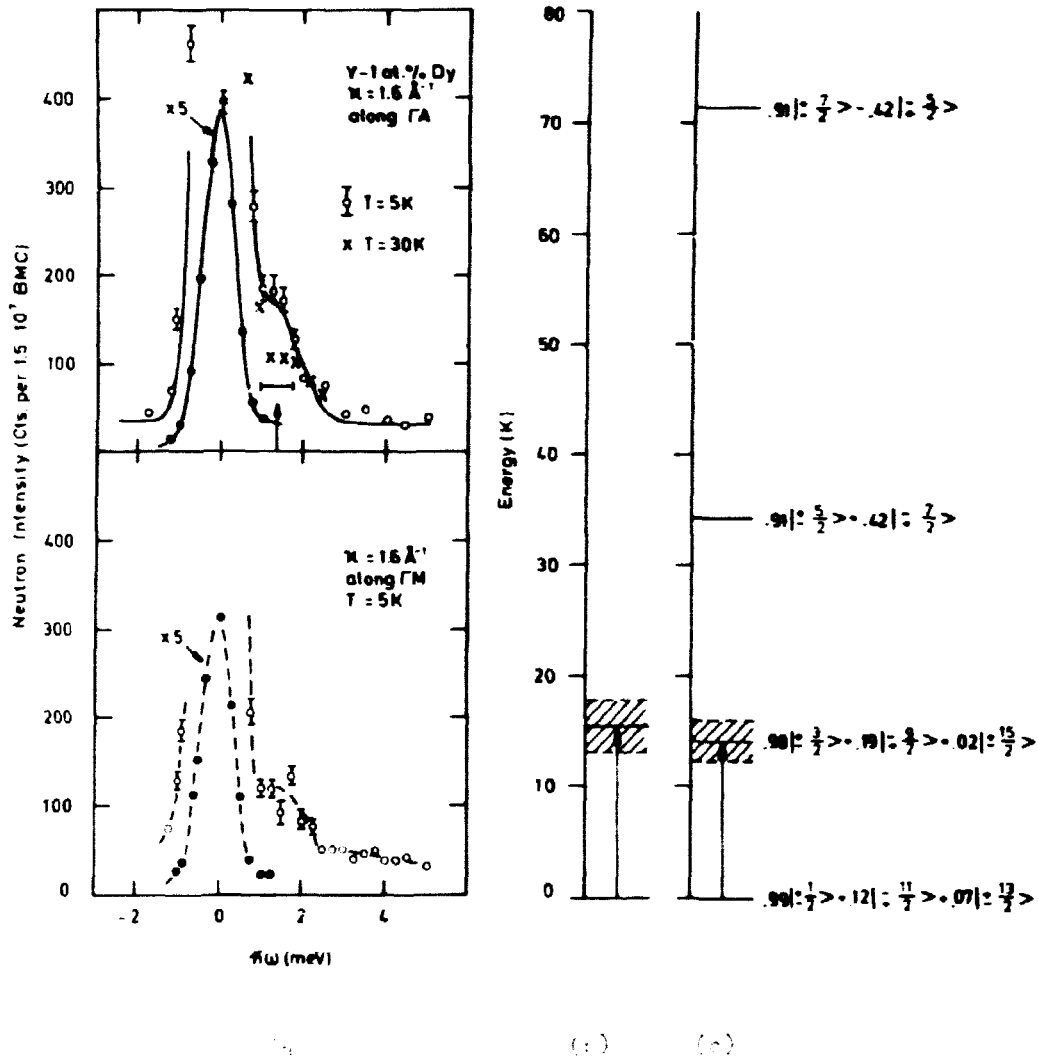 Neutron Intensity (Cts. per 1.5 10⁷ BMC)
400
300
200
100
Y-1 at.% Dy
ϰ = 1.6 Å⁻¹
along ΓA
T = 5K
x T = 30K
x5
400
300
200
100
0
ϰ = 1.6 Å⁻¹
along ΓM
T = 5K
x5
-2
0
2
4
ħω (meV)
Energy (K)
80
70
60
50
40
30
20
10
0
.91|± 7/2> - .42|∓ 5/2>
.91|± 5/2> + .42|∓ 7/2>
.98|± 3/2> + .19|∓ 9/2> + .02|± 15/2>
.99|± 1/2> + .12|∓ 11/2> + .07|± 13/2>